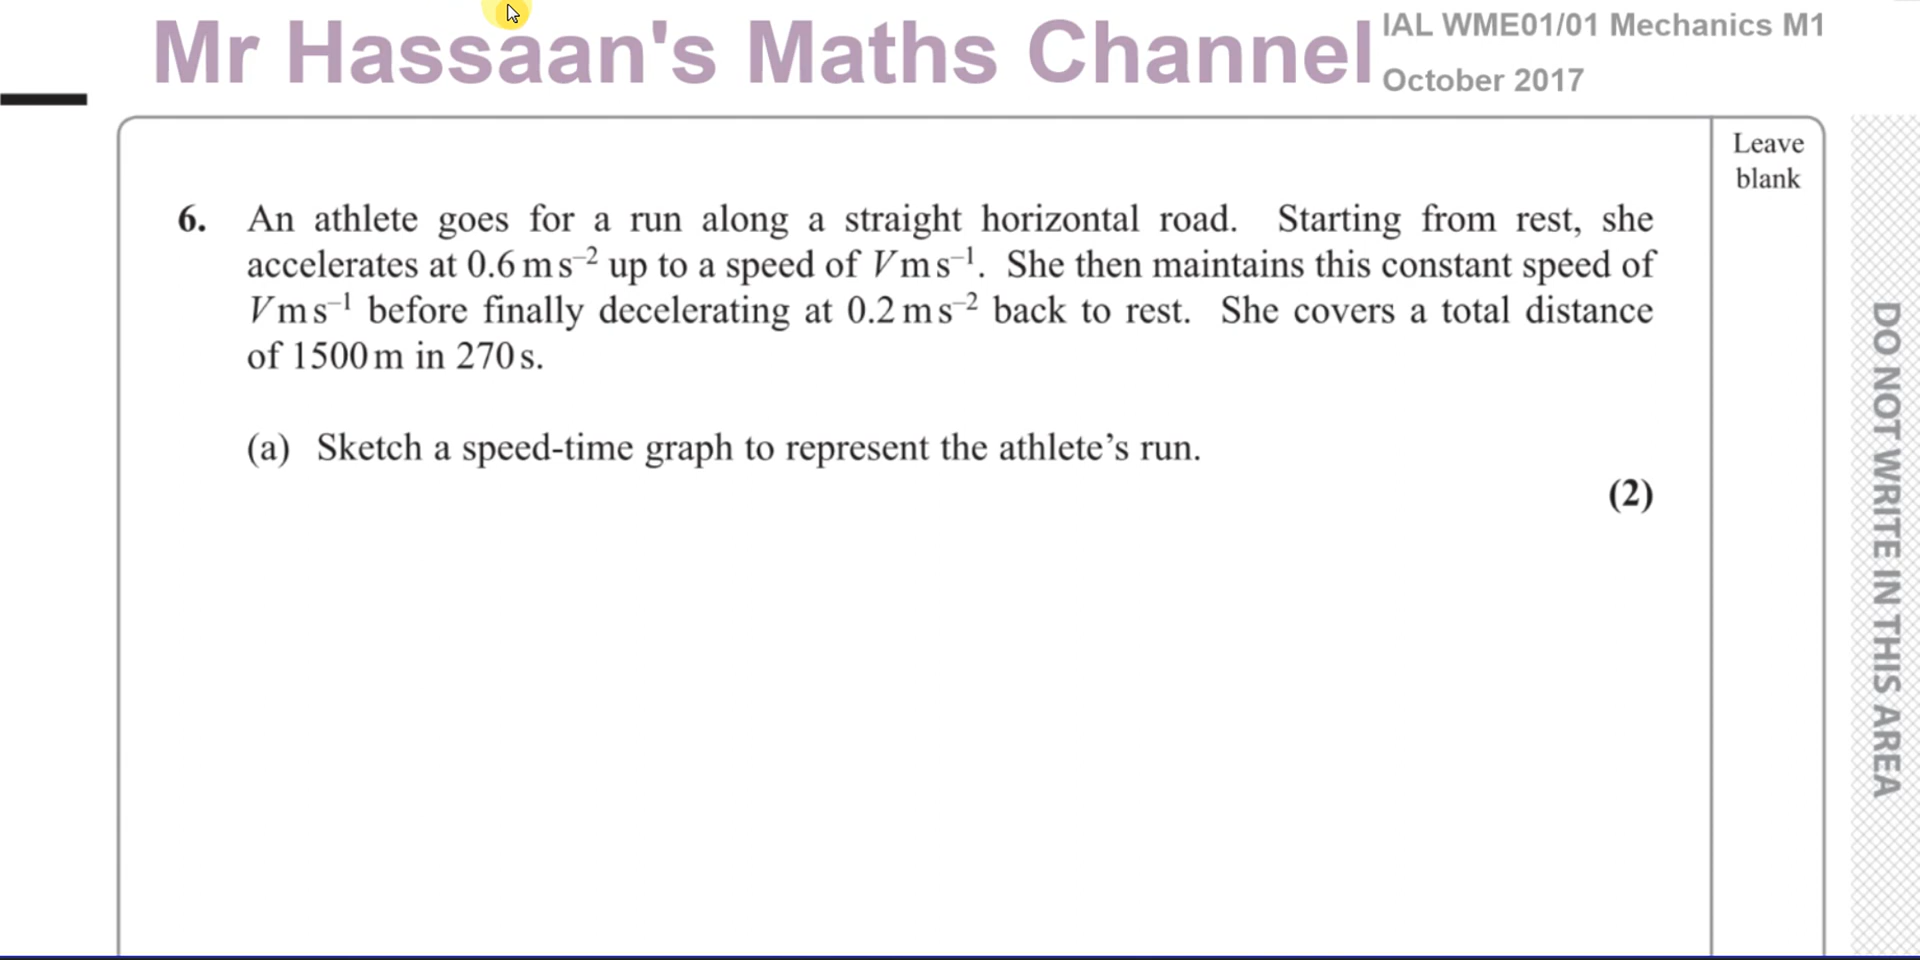 Mr Hassaan's Maths Channel
IAL WME01/01 Mechanics M1
October 2017
Leave
blank
6. An athlete goes for a run along a straight horizontal road. Starting from rest, she
accelerates at 0.6 m s⁻² up to a speed of V m s⁻¹. She then maintains this constant speed of
V m s⁻¹ before finally decelerating at 0.2 m s⁻² back to rest. She covers a total distance
of 1500 m in 270 s.
(a) Sketch a speed-time graph to represent the athlete’s run.
(2)
DO NOT WRITE IN THIS AREA